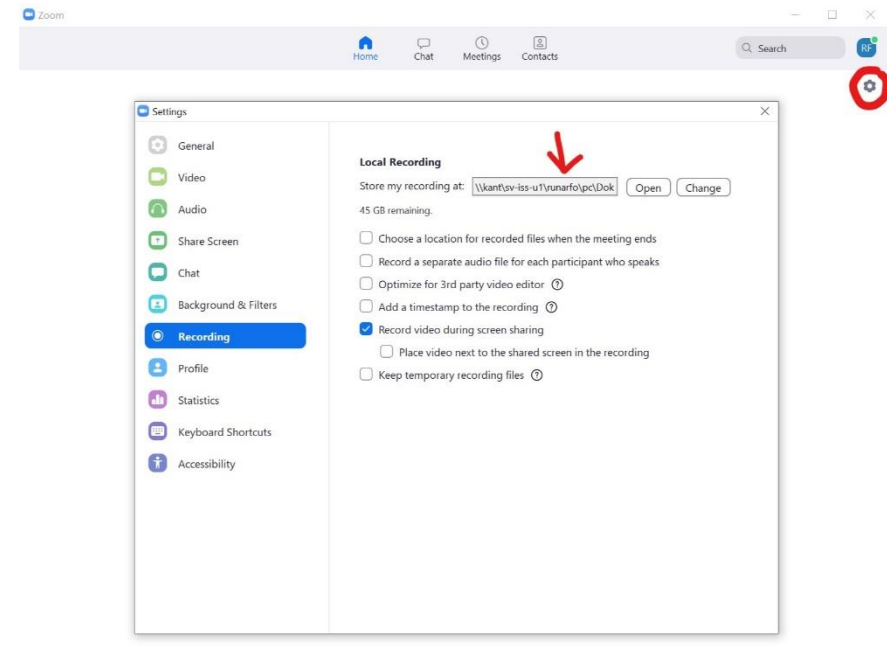 Zoom
Home Chat Meetings Contacts Search RF
Settings
General
Video
Audio
Share Screen
Chat
Background & Filters
Recording
Profile
Statistics
Keyboard Shortcuts
Accessibility
Local Recording
Store my recording at: \\kant\sv-iss-u1\runarfo\pc\Dok Open Change
45 GB remaining.
Choose a location for recorded files when the meeting ends
Record a separate audio file for each participant who speaks
Optimize for 3rd party video editor ?
Add a timestamp to the recording ?
Record video during screen sharing
Place video next to the shared screen in the recording
Keep temporary recording files ?